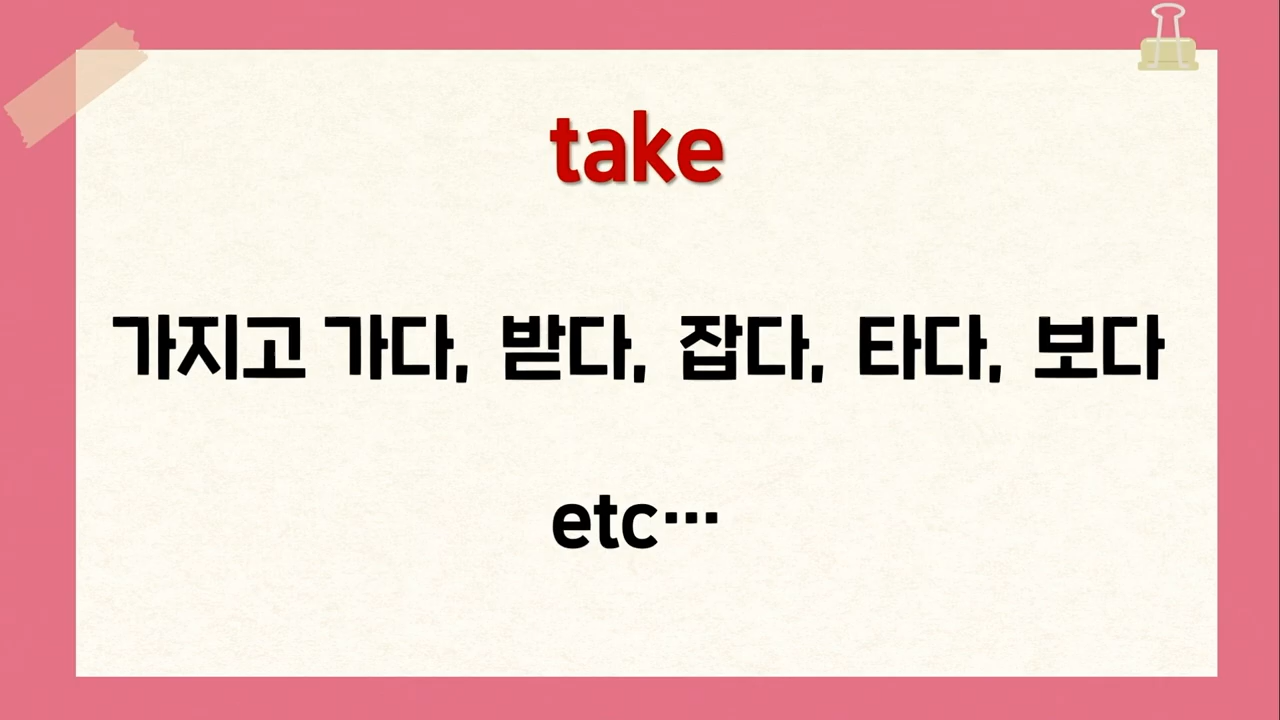 take
가지고 가다, 받다, 잡다, 타다, 보다
etc…